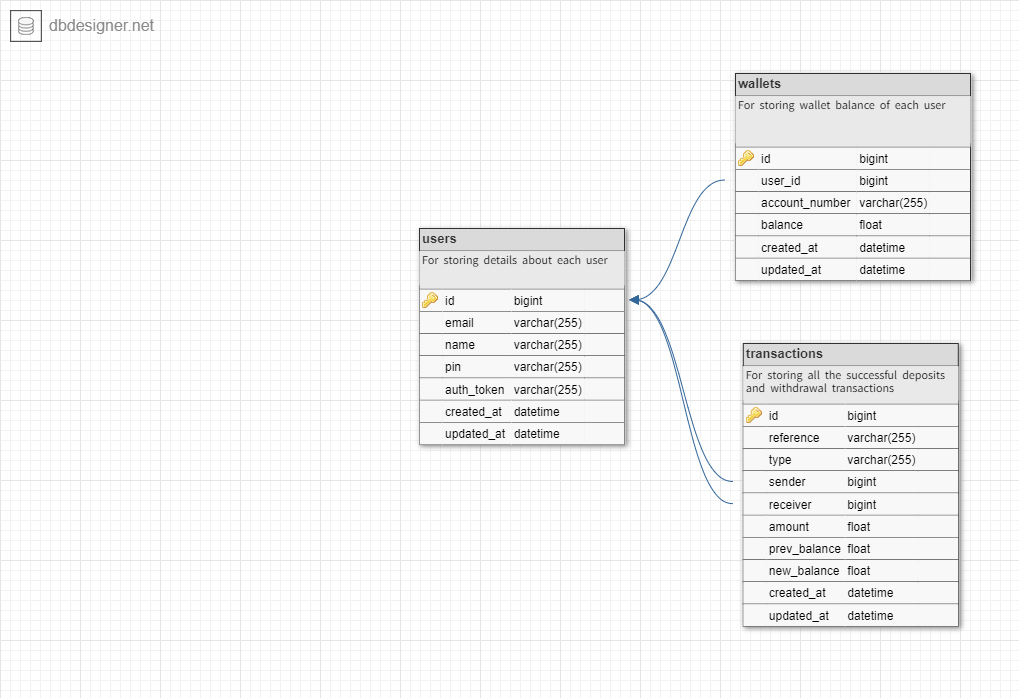 dbdesigner.net
wallets
For storing wallet balance of each user
id bigint
user_id bigint
account_number varchar(255)
balance float
created_at datetime
updated_at datetime
users
For storing details about each user
id bigint
email varchar(255)
name varchar(255)
pin varchar(255)
auth_token varchar(255)
created_at datetime
updated_at datetime
transactions
For storing all the successful deposits
and withdrawal transactions
id bigint
reference varchar(255)
type varchar(255)
sender bigint
receiver bigint
amount float
prev_balance float
new_balance float
created_at datetime
updated_at datetime